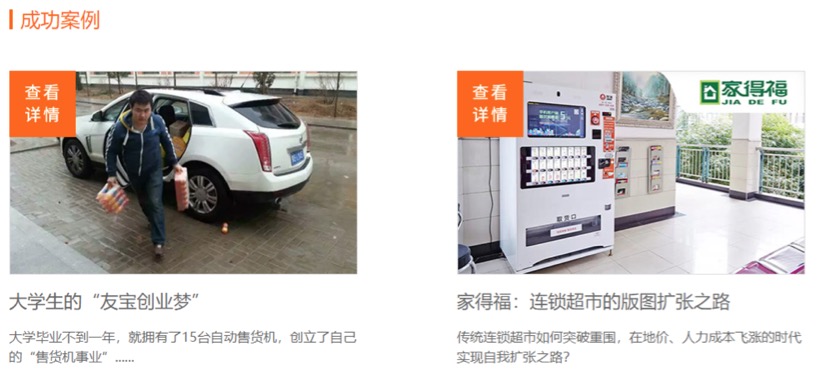 成功案例
查看
详情
查看
详情
家得福
JIA DE FU
取货口
大学生的“友宝创业梦”
家得福：连锁超市的版图扩张之路
大学毕业不到一年，就拥有了15台自动售货机，创立了自己
的“售货机事业”......
传统连锁超市如何突破重围，在地价、人力成本飞涨的时代
实现自我扩张之路？